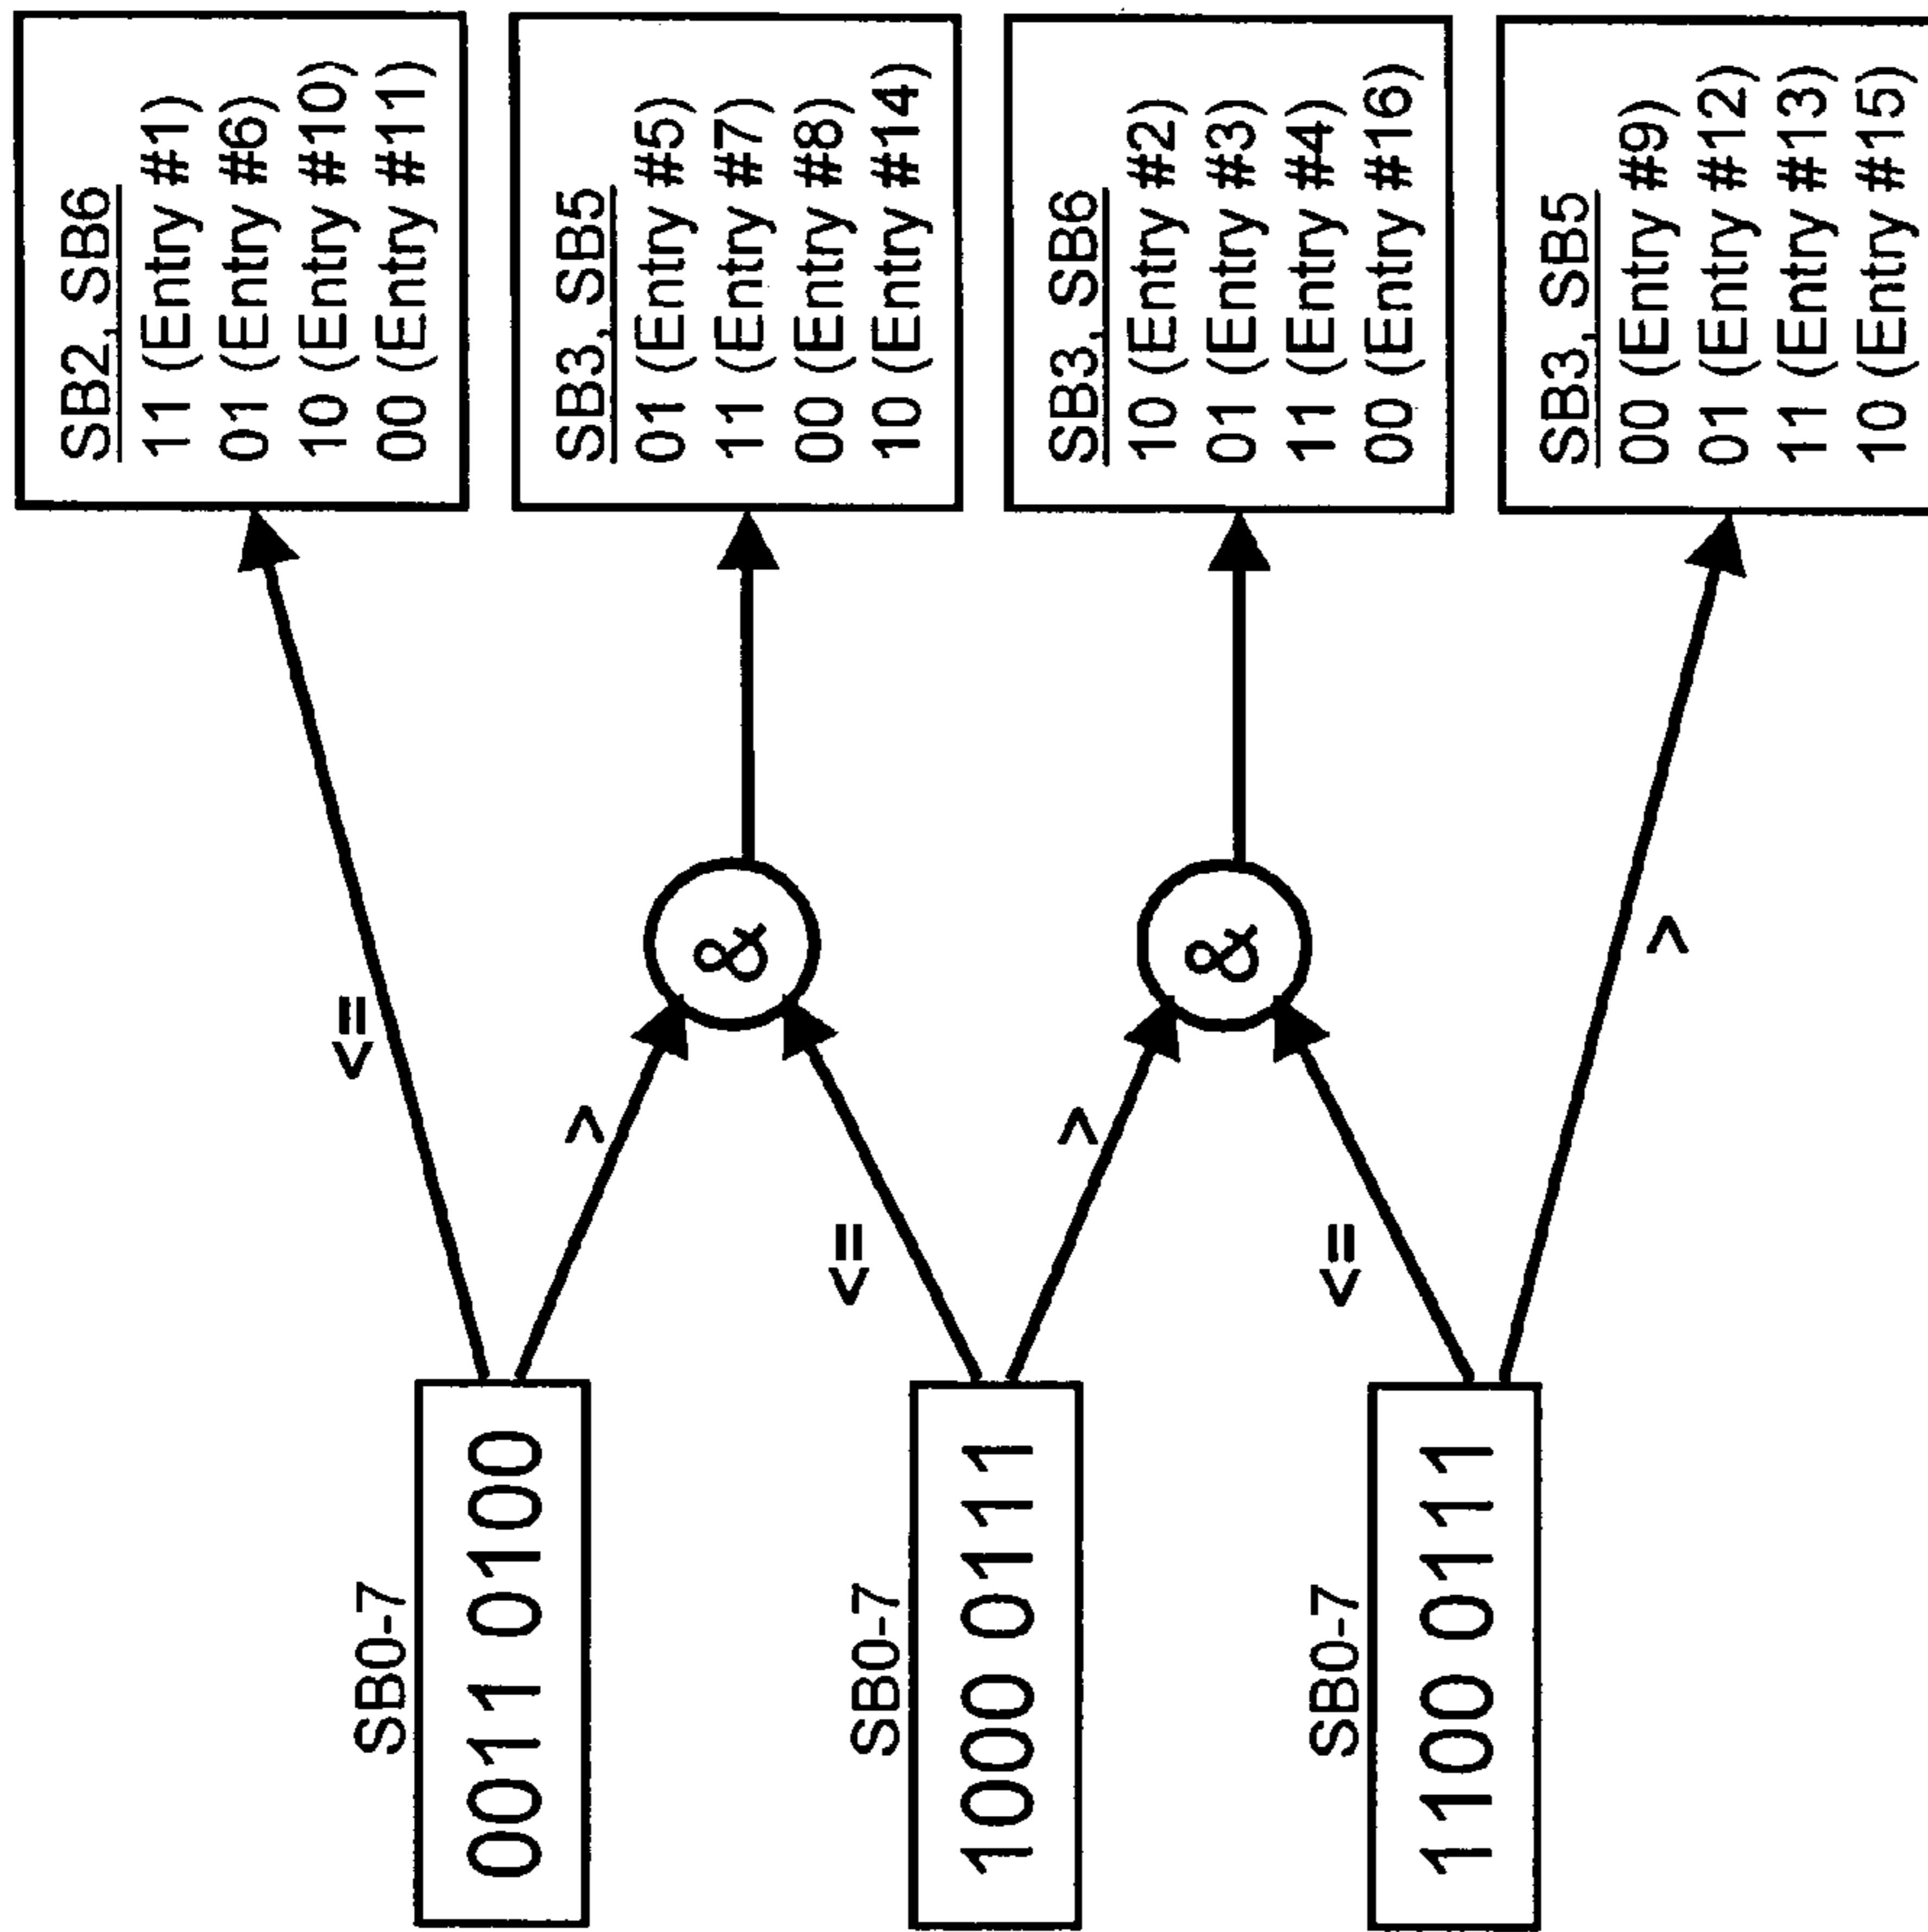 SB0-7
0011 0100
SB0-7
1000 0111
SB0-7
1100 0111
<=
>
<=
>
<=
>
&
&
SB2, SB6
11 (Entry #1)
01 (Entry #6)
10 (Entry #10)
00 (Entry #11)
SB3, SB5
01 (Entry #5)
11 (Entry #7)
00 (Entry #8)
10 (Entry #14)
SB3, SB6
10 (Entry #2)
01 (Entry #3)
11 (Entry #4)
00 (Entry #16)
SB3, SB5
00 (Entry #9)
01 (Entry #12)
11 (Entry #13)
10 (Entry #15)